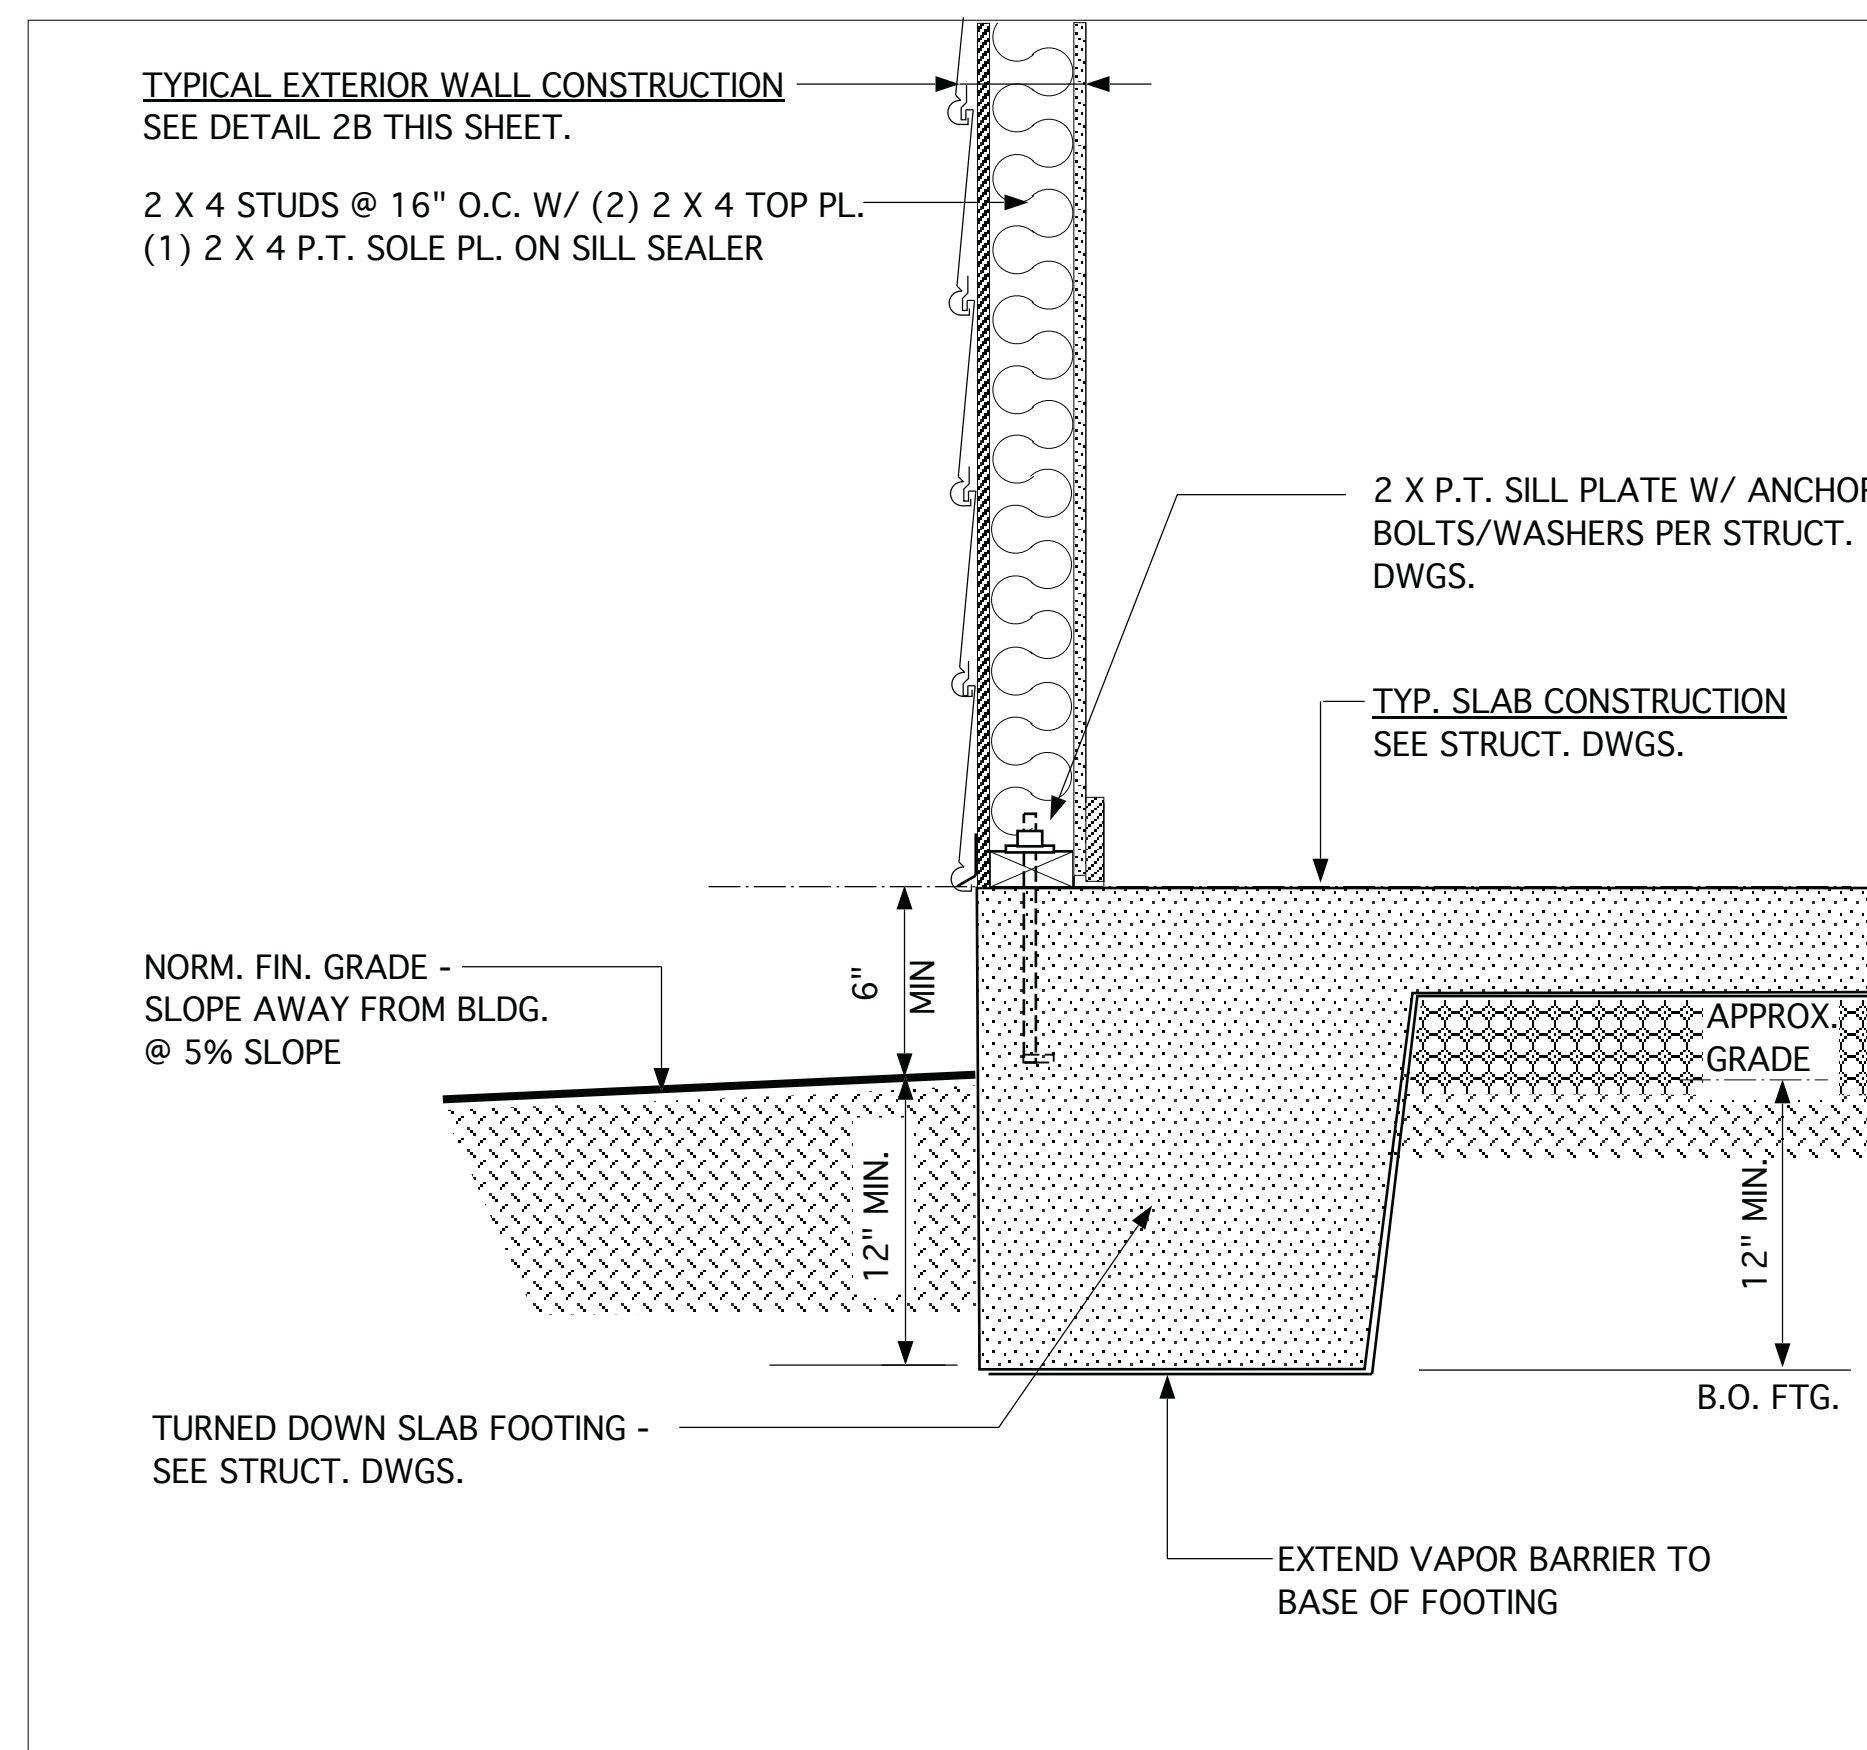 TYPICAL EXTERIOR WALL CONSTRUCTION
SEE DETAIL 2B THIS SHEET.
2 X 4 STUDS @ 16" O.C. W/ (2) 2 X 4 TOP PL.
(1) 2 X 4 P.T. SOLE PL. ON SILL SEALER
2 X P.T. SILL PLATE W/ ANCHOR
BOLTS/WASHERS PER STRUCT.
DWGS.
TYP. SLAB CONSTRUCTION
SEE STRUCT. DWGS.
6"
MIN
NORM. FIN. GRADE -
SLOPE AWAY FROM BLDG.
@ 5% SLOPE
APPROX.
GRADE
12" MIN.
12" MIN.
B.O. FTG.
TURNED DOWN SLAB FOOTING -
SEE STRUCT. DWGS.
EXTEND VAPOR BARRIER TO
BASE OF FOOTING